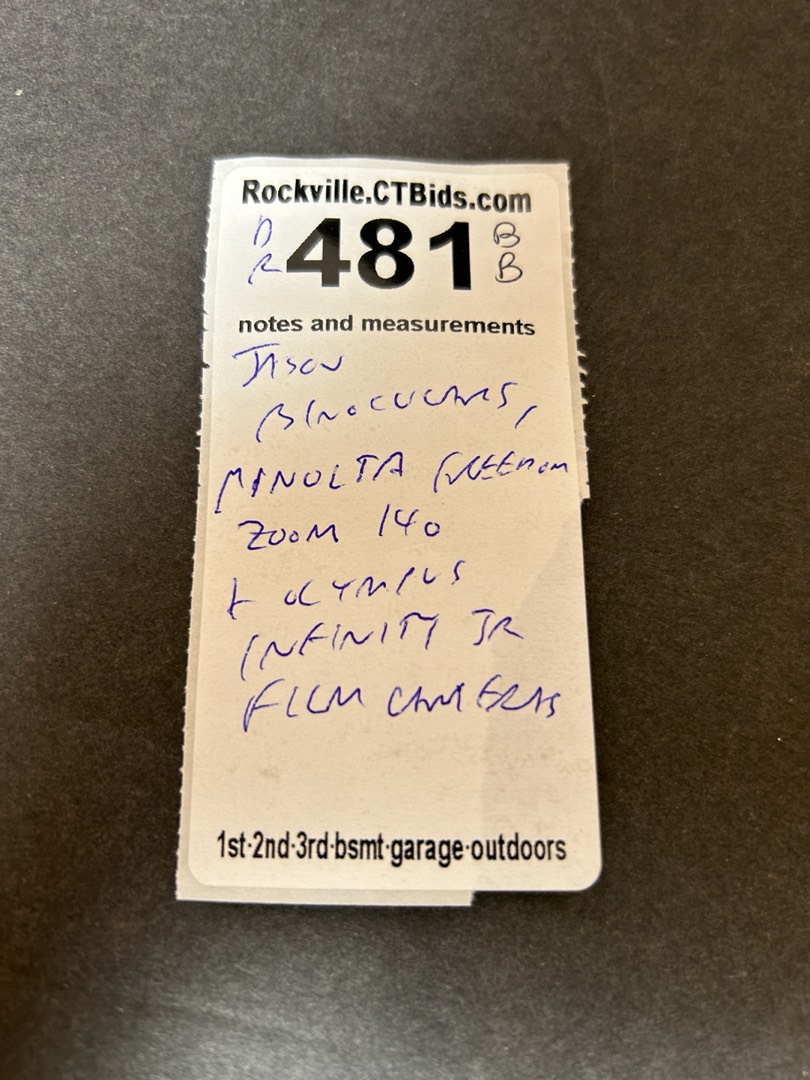 Rockville.CTBids.com
D 481 B
R B
notes and measurements
JASON
BINOCULARS,
MINOLTA FREEDOM
ZOOM 140
+ OLYMPUS
INFINITY JR
FILM CAMERAS
1st·2nd·3rd·bsmt·garage·outdoors